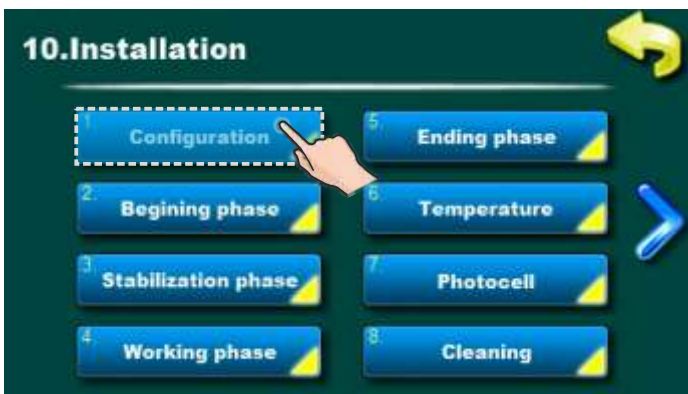 10.Installation
1.
Configuration
2.
Begining phase
3.
Stabilization phase
4.
Working phase
5.
Ending phase
6.
Temperature
7.
Photocell
8.
Cleaning